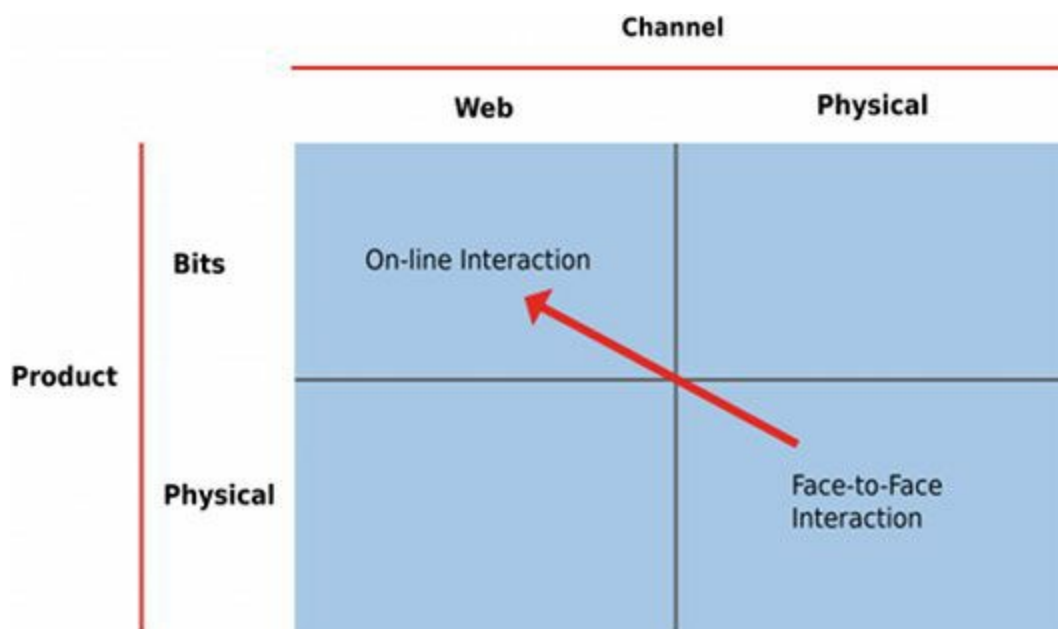 Channel
Web
Physical
Bits
On-line Interaction
Product
Physical
Face-to-Face
Interaction